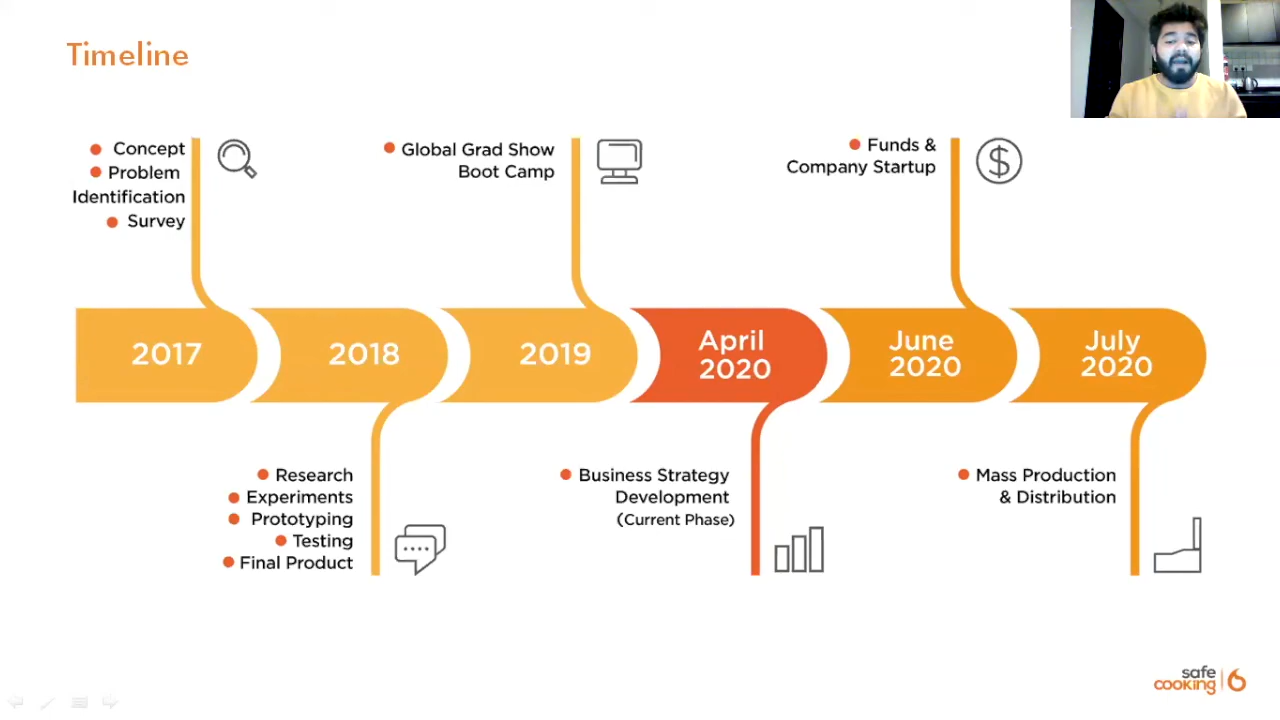 Timeline
Concept
Problem
Identification
Survey
Global Grad Show
Boot Camp
Funds &
Company Startup
2017
2018
2019
April
2020
June
2020
July
2020
Research
Experiments
Prototyping
Testing
Final Product
Business Strategy
Development
(Current Phase)
Mass Production
& Distribution
safe
cooking